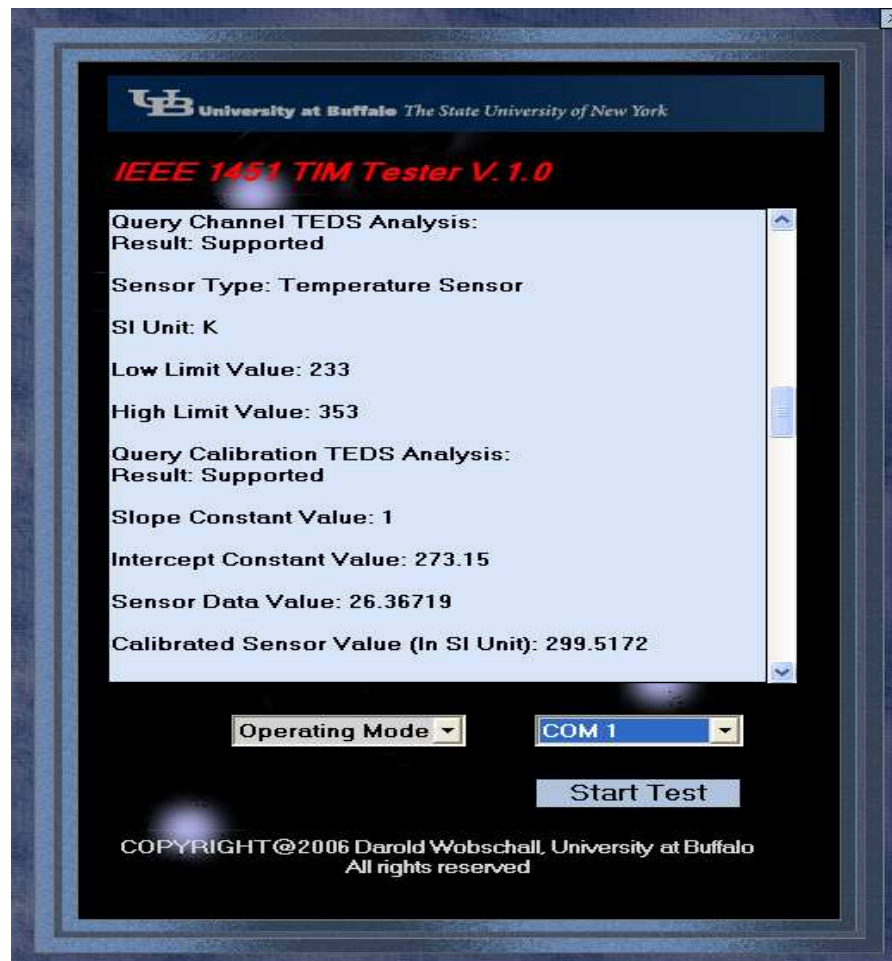 UB University at Buffalo The State University of New York
IEEE 1451 TIM Tester V.1.0
Query Channel TEDS Analysis:
Result: Supported
Sensor Type: Temperature Sensor
SI Unit: K
Low Limit Value: 233
High Limit Value: 353
Query Calibration TEDS Analysis:
Result: Supported
Slope Constant Value: 1
Intercept Constant Value: 273.15
Sensor Data Value: 26.36719
Calibrated Sensor Value (In SI Unit): 299.5172
Operating Mode
COM 1
Start Test
COPYRIGHT@2006 Darold Wobschall, University at Buffalo
All rights reserved